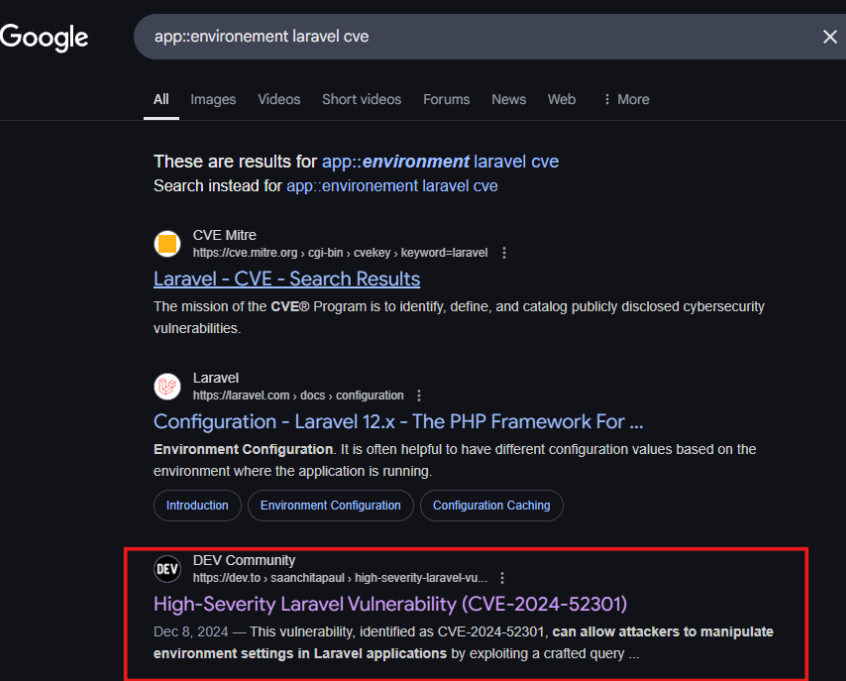 Google
app::environement laravel cve
All Images Videos Short videos Forums News Web More
These are results for app::environment laravel cve
Search instead for app::environement laravel cve
CVE Mitre
https://cve.mitre.org › cgi-bin › cvekey › keyword=laravel
Laravel - CVE - Search Results
The mission of the CVE® Program is to identify, define, and catalog publicly disclosed cybersecurity
vulnerabilities.
Laravel
https://laravel.com › docs › configuration
Configuration - Laravel 12.x - The PHP Framework For ...
Environment Configuration. It is often helpful to have different configuration values based on the
environment where the application is running.
Introduction Environment Configuration Configuration Caching
DEV
DEV Community
https://dev.to › saanchitapaul › high-severity-laravel-vu...
High-Severity Laravel Vulnerability (CVE-2024-52301)
Dec 8, 2024 — This vulnerability, identified as CVE-2024-52301, can allow attackers to manipulate
environment settings in Laravel applications by exploiting a crafted query ...